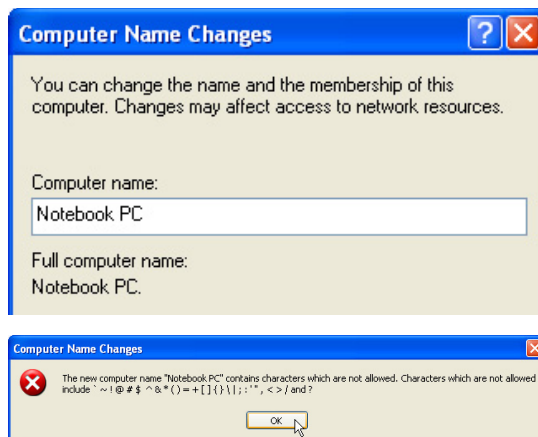 Computer Name Changes
You can change the name and the membership of this
computer. Changes may affect access to network resources.
Computer name:
Notebook PC
Full computer name:
Notebook PC.
Computer Name Changes
The new computer name "Notebook PC" contains characters which are not allowed. Characters which are not allowed
include ` ~ ! @ # $ ^ & * ( ) = + [ ] { } \ | ; : ' " , < > / and ?
OK